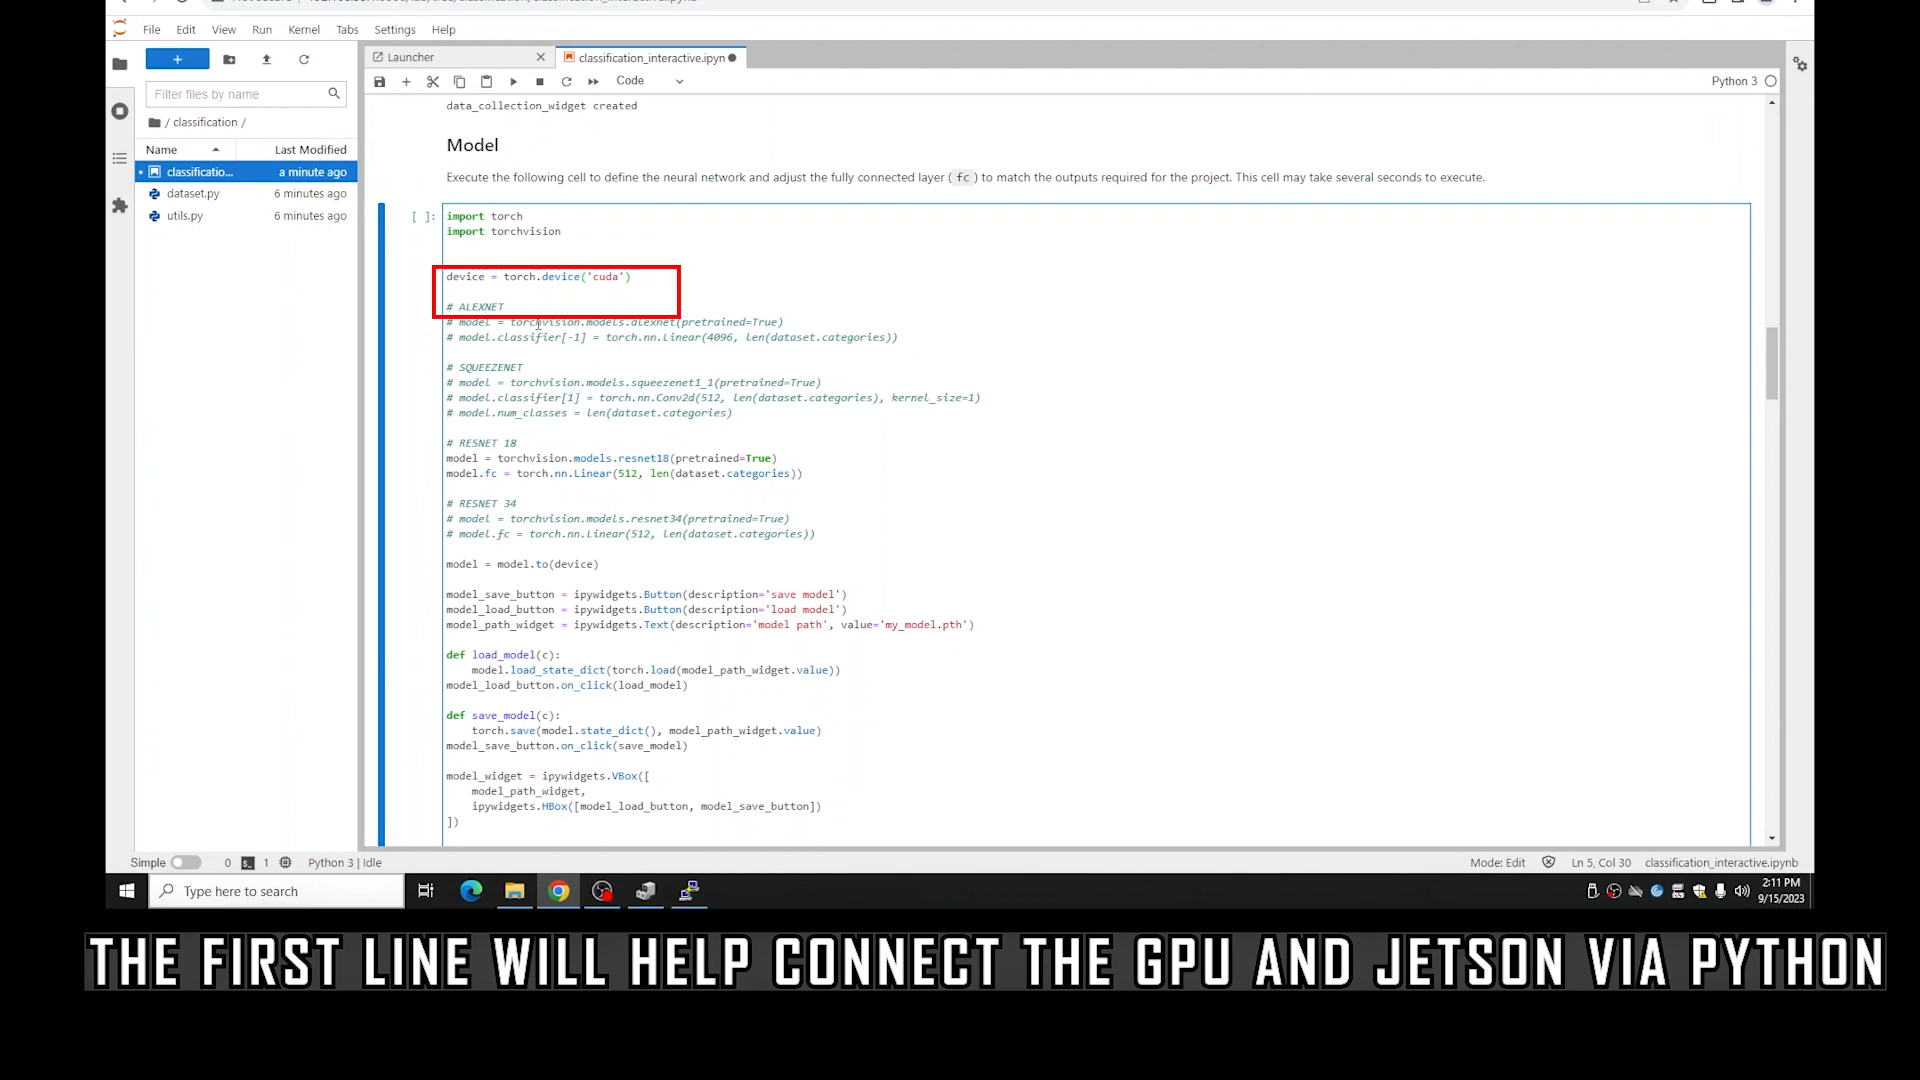 File Edit View Run Kernel Tabs Settings Help
Launcher
classification_interactive.ipyn
Code
Python 3
Filter files by name
/ classification /
Name Last Modified
classificatio... a minute ago
dataset.py 6 minutes ago
utils.py 6 minutes ago
data_collection_widget created
Model
Execute the following cell to define the neural network and adjust the fully connected layer ( fc ) to match the outputs required for the project. This cell may take several seconds to execute.
[ ]:
import torch
import torchvision
device = torch.device('cuda')
# ALEXNET
# model = torchvision.models.alexnet(pretrained=True)
# model.classifier[-1] = torch.nn.Linear(4096, len(dataset.categories))
# SQUEEZENET
# model = torchvision.models.squeezenet1_1(pretrained=True)
# model.classifier[1] = torch.nn.Conv2d(512, len(dataset.categories), kernel_size=1)
# model.num_classes = len(dataset.categories)
# RESNET 18
model = torchvision.models.resnet18(pretrained=True)
model.fc = torch.nn.Linear(512, len(dataset.categories))
# RESNET 34
# model = torchvision.models.resnet34(pretrained=True)
# model.fc = torch.nn.Linear(512, len(dataset.categories))
model = model.to(device)
model_save_button = ipywidgets.Button(description='save model')
model_load_button = ipywidgets.Button(description='load model')
model_path_widget = ipywidgets.Text(description='model path', value='my_model.pth')
def load_model(c):
    model.load_state_dict(torch.load(model_path_widget.value))
model_load_button.on_click(load_model)
def save_model(c):
    torch.save(model.state_dict(), model_path_widget.value)
model_save_button.on_click(save_model)
model_widget = ipywidgets.VBox([
    model_path_widget,
    ipywidgets.HBox([model_load_button, model_save_button])
])
Simple 0 1 Python 3 | Idle Mode: Edit Ln 5, Col 30 classification_interactive.ipynb
Type here to search
2:11 PM
9/15/2023
THE FIRST LINE WILL HELP CONNECT THE GPU AND JETSON VIA PYTHON